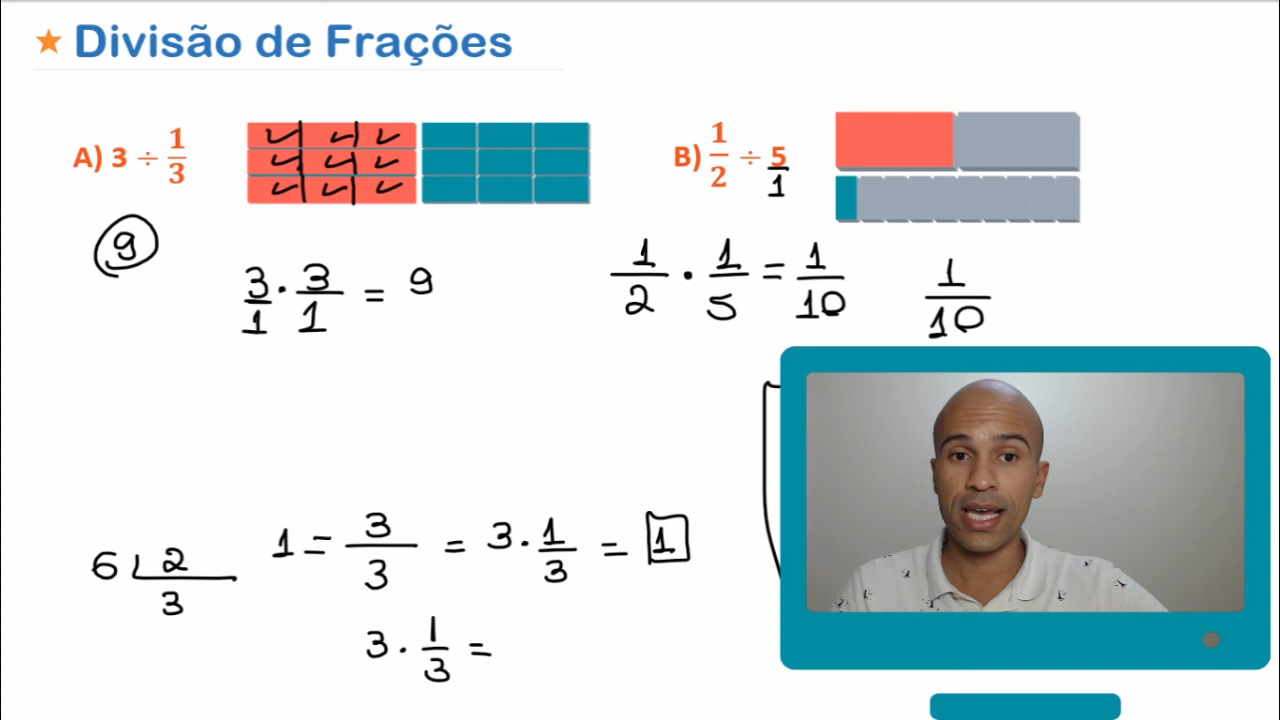 Divisão de Frações
A) 3 ÷ 1/3
B) 1/2 ÷ 5/1
9
3/1 · 3/1 = 9
1/2 · 1/5 = 1/10
1/10
6 2
3
1 = 3/3 = 3 · 1/3 = 1
3 · 1/3 =